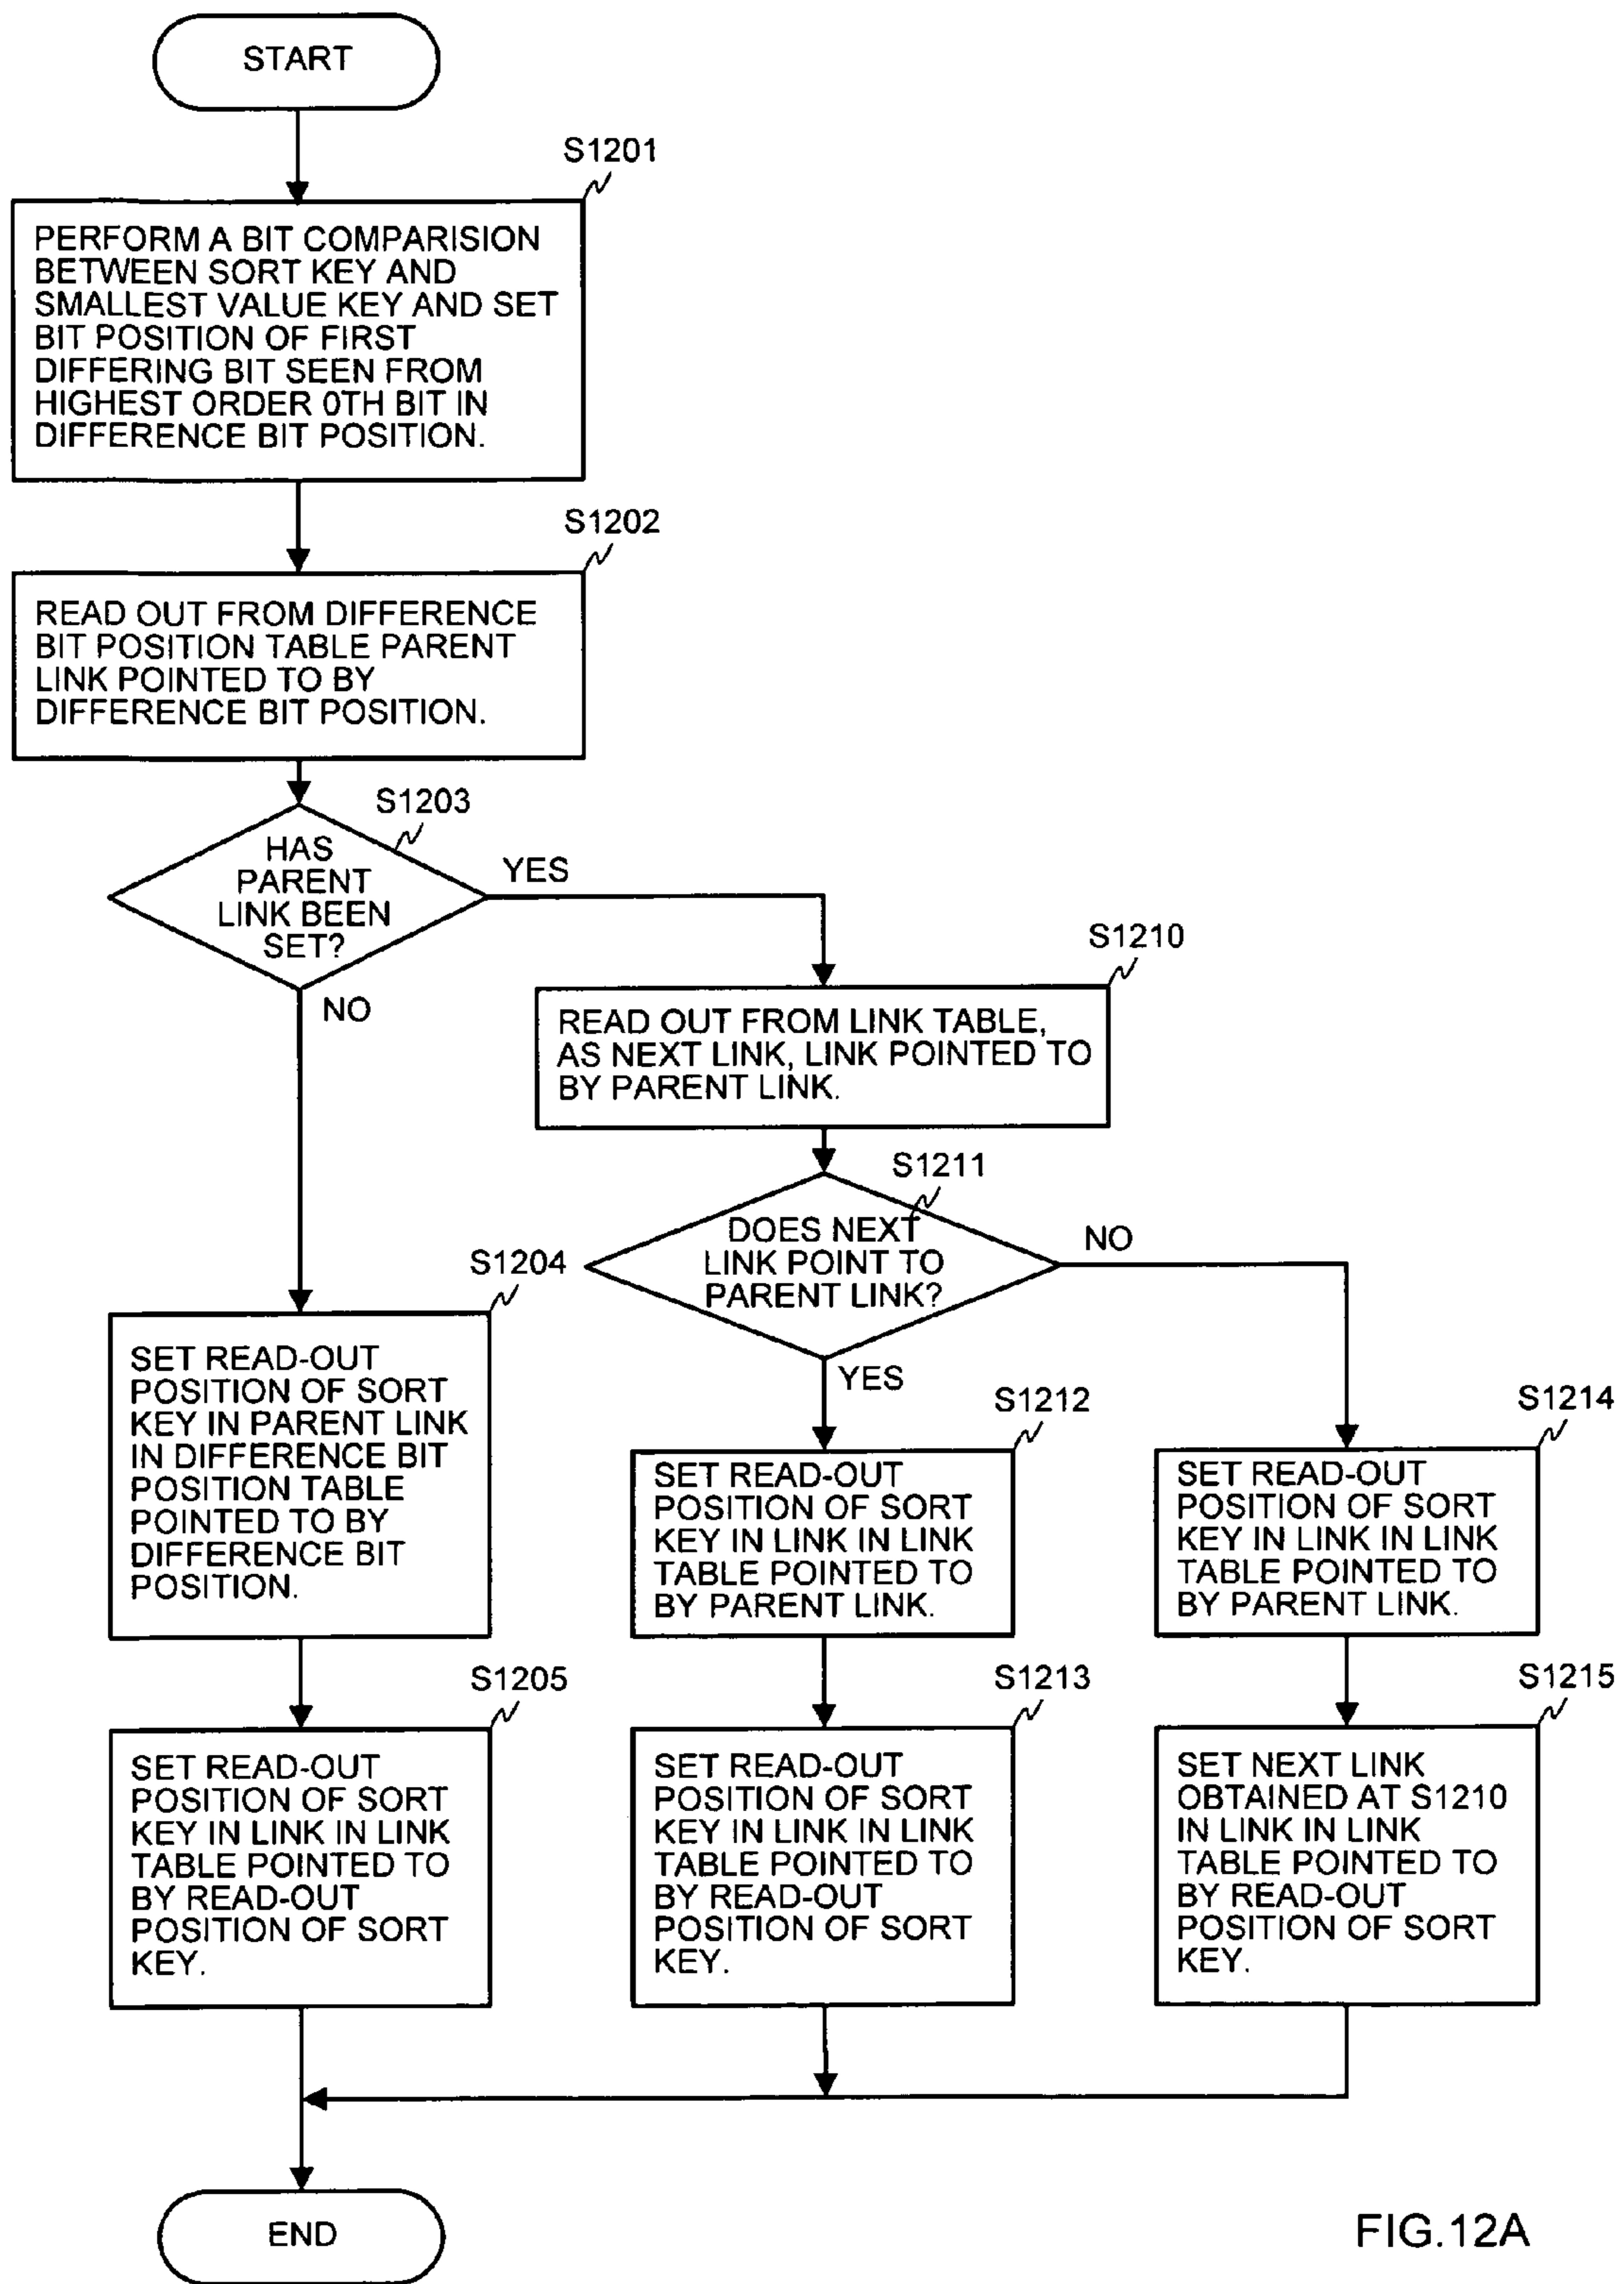 START
S1201
PERFORM A BIT COMPARISION
BETWEEN SORT KEY AND
SMALLEST VALUE KEY AND SET
BIT POSITION OF FIRST
DIFFERING BIT SEEN FROM
HIGHEST ORDER 0TH BIT IN
DIFFERENCE BIT POSITION.
S1202
READ OUT FROM DIFFERENCE
BIT POSITION TABLE PARENT
LINK POINTED TO BY
DIFFERENCE BIT POSITION.
S1203
HAS
PARENT
LINK BEEN
SET?
YES
NO
S1210
READ OUT FROM LINK TABLE,
AS NEXT LINK, LINK POINTED TO
BY PARENT LINK.
S1211
DOES NEXT
LINK POINT TO
PARENT LINK?
NO
YES
S1204
SET READ-OUT
POSITION OF SORT
KEY IN PARENT LINK
IN DIFFERENCE BIT
POSITION TABLE
POINTED TO BY
DIFFERENCE BIT
POSITION.
S1212
SET READ-OUT
POSITION OF SORT
KEY IN LINK IN LINK
TABLE POINTED TO
BY PARENT LINK.
S1214
SET READ-OUT
POSITION OF SORT
KEY IN LINK IN LINK
TABLE POINTED TO
BY PARENT LINK.
S1205
SET READ-OUT
POSITION OF SORT
KEY IN LINK IN LINK
TABLE POINTED TO
BY READ-OUT
POSITION OF SORT
KEY.
S1213
SET READ-OUT
POSITION OF SORT
KEY IN LINK IN LINK
TABLE POINTED TO
BY READ-OUT
POSITION OF SORT
KEY.
S1215
SET NEXT LINK
OBTAINED AT S1210
IN LINK IN LINK
TABLE POINTED TO
BY READ-OUT
POSITION OF SORT
KEY.
END
FIG.12A